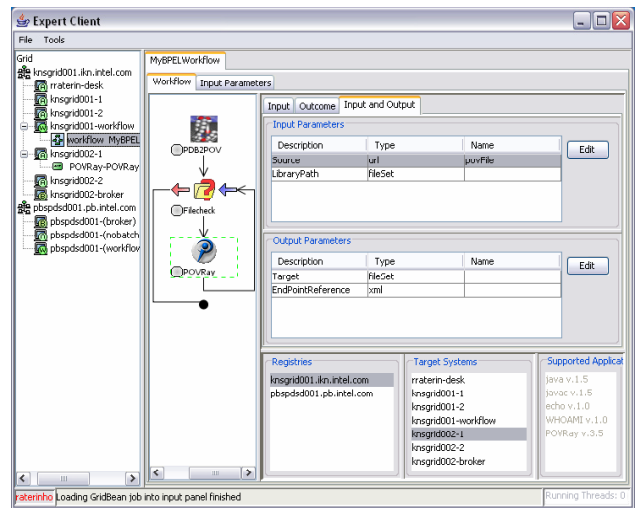 Expert Client
File Tools
Grid
knsgrid001.ikn.intel.com
rraterin-desk
knsgrid001-1
knsgrid001-2
knsgrid001-workflow
workflow MyBPEL
knsgrid002-1
POVRay-POVRay
knsgrid002-2
knsgrid002-broker
pbspdsd001.pb.intel.com
pbspdsd001-(broker)
pbspdsd001-(nobatch
pbspdsd001-(workflow
MyBPELWorkflow
Workflow Input Parameters
PDB2POV
Filecheck
POVRay
Input Outcome Input and Output
Input Parameters
Description Type Name
Source url povFile
LibraryPath fileSet
Edit
Output Parameters
Description Type Name
Target fileSet
EndPointReference xml
Edit
Registries
knsgrid001.ikn.intel.com
pbspdsd001.pb.intel.com
Target Systems
rraterin-desk
knsgrid001-1
knsgrid001-2
knsgrid001-workflow
knsgrid002-1
knsgrid002-2
knsgrid002-broker
Supported Applicat
java v.1.5
javac v.1.5
echo v.1.0
WHOAMI v.1.0
POVRay v.3.5
raterinho Loading GridBean job into input panel finished
Running Threads: 0